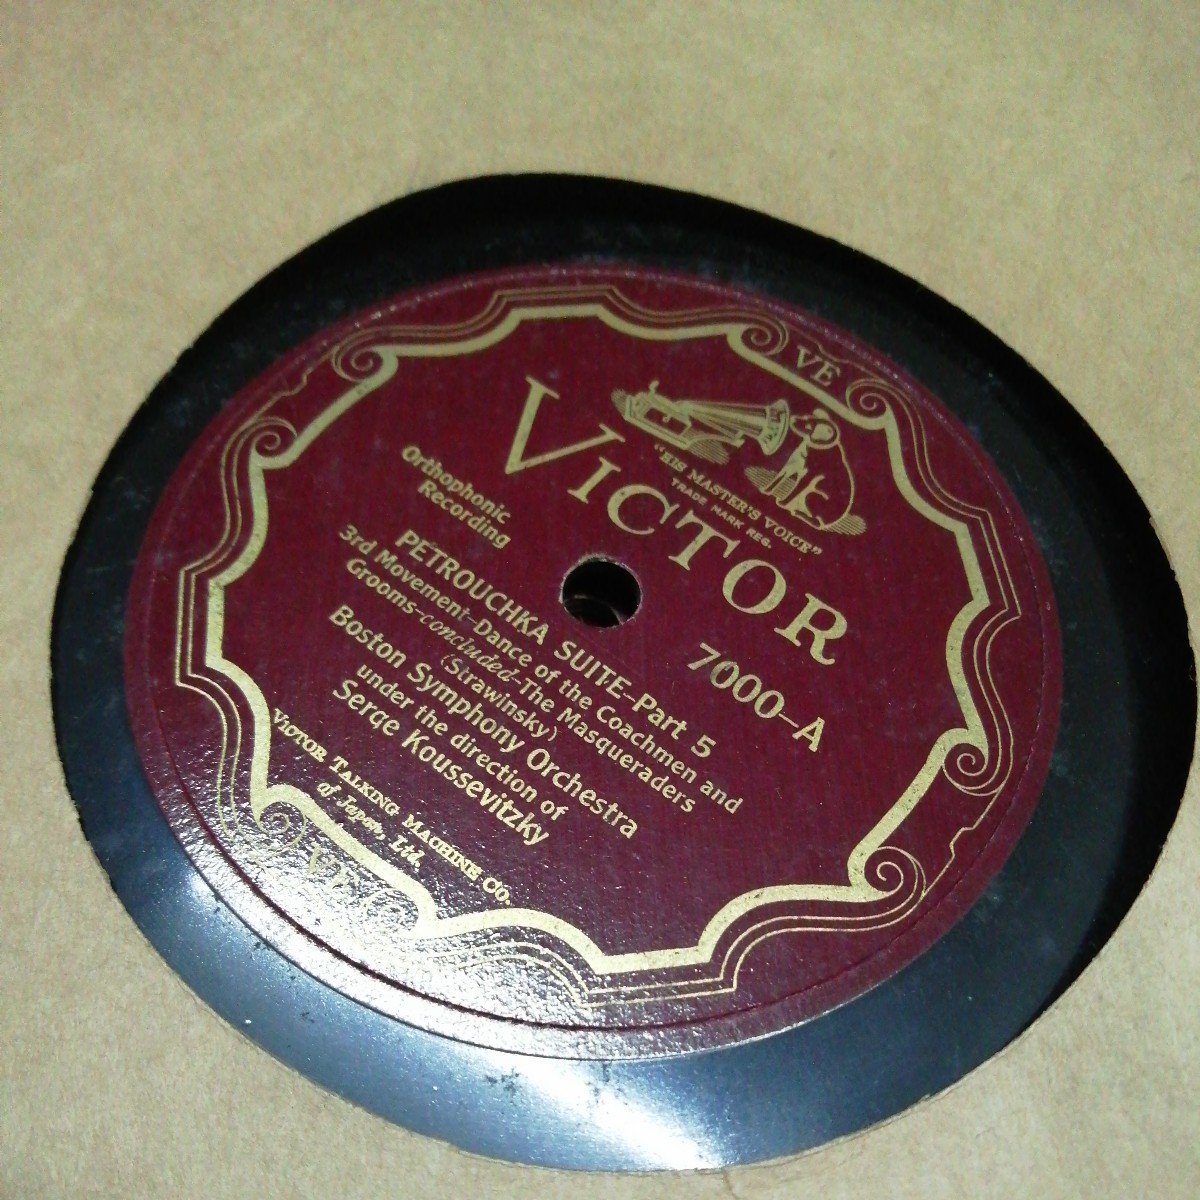 VE
"HIS MASTER'S VOICE"
TRADE MARK REG.
VICTOR
Orthophonic
Recording
7000-A
PETROUCHKA SUITE-Part 5
3rd Movement-Dance of the Coachmen and
Grooms-concluded-The Masqueraders
(Strawinsky)
Boston Symphony Orchestra
under the direction of
Serge Koussevitzky
VICTOR TALKING MACHINE CO.
of Japan, Ltd.
VE